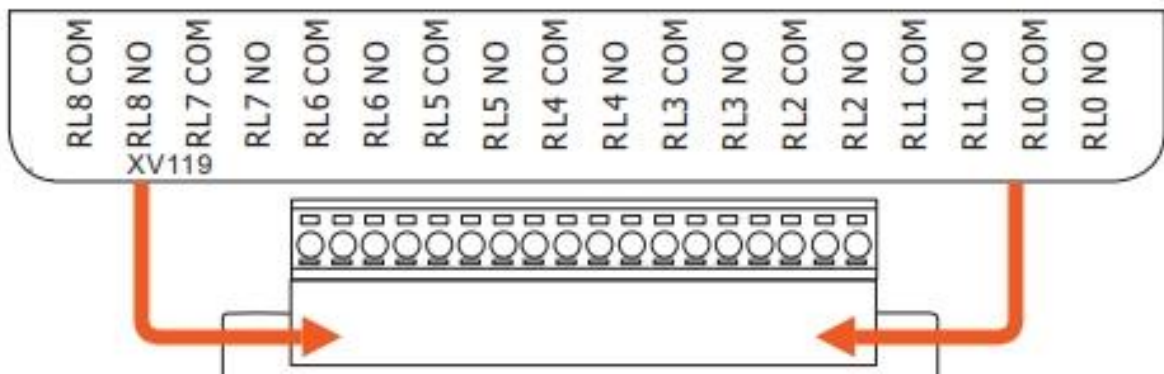 RL8 COM
RL8 NO
RL7 COM
RL7 NO
RL6 COM
RL6 NO
RL5 COM
RL5 NO
RL4 COM
RL4 NO
RL3 COM
RL3 NO
RL2 COM
RL2 NO
RL1 COM
RL1 NO
RL0 COM
RL0 NO
XV119